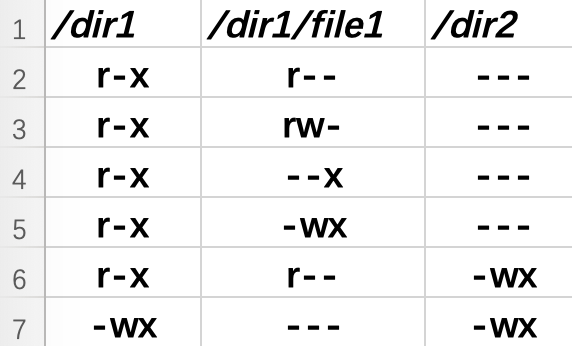 1 /dir1 /dir1/file1 /dir2
2 r-x r-- ---
3 r-x rw- ---
4 r-x --x ---
5 r-x -wx ---
6 r-x r-- -wx
7 -wx --- -wx